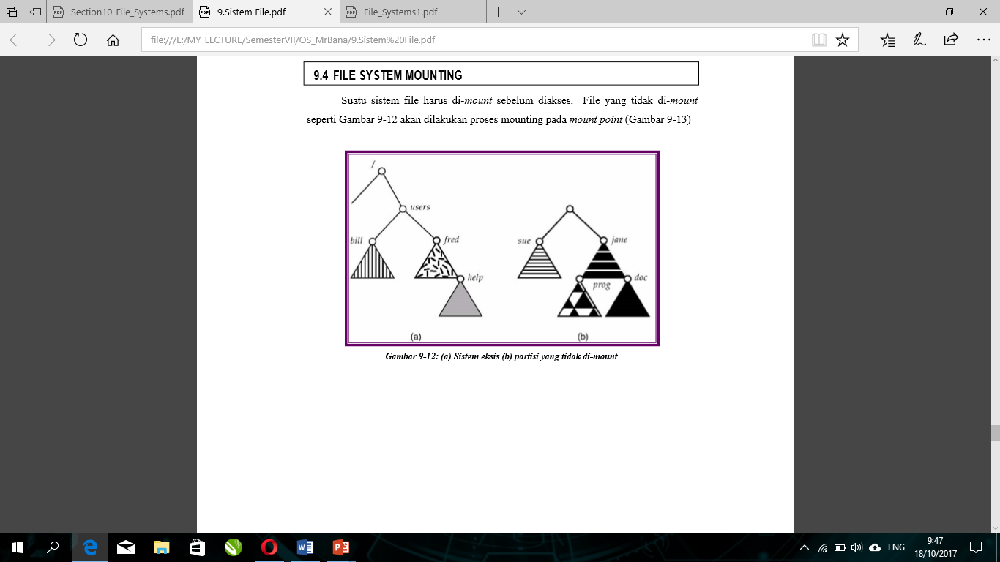 Section10-File_Systems.pdf
9.Sistem File.pdf
File_Systems1.pdf
file:///E:/MY-LECTURE/SemesterVII/OS_MrBana/9.Sistem%20File.pdf
9.4 FILE SYSTEM MOUNTING
Suatu sistem file harus di-mount sebelum diakses. File yang tidak di-mount
seperti Gambar 9-12 akan dilakukan proses mounting pada mount point (Gambar 9-13)
/
users
bill
fred
sue
jane
help
prog
doc
(a)
(b)
Gambar 9-12: (a) Sistem eksis (b) partisi yang tidak di-mount
ENG
9:47
18/10/2017